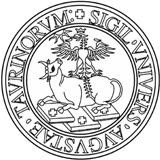 SIGIL · VNIVERS · AVGVSTAE · TAVRINORVM